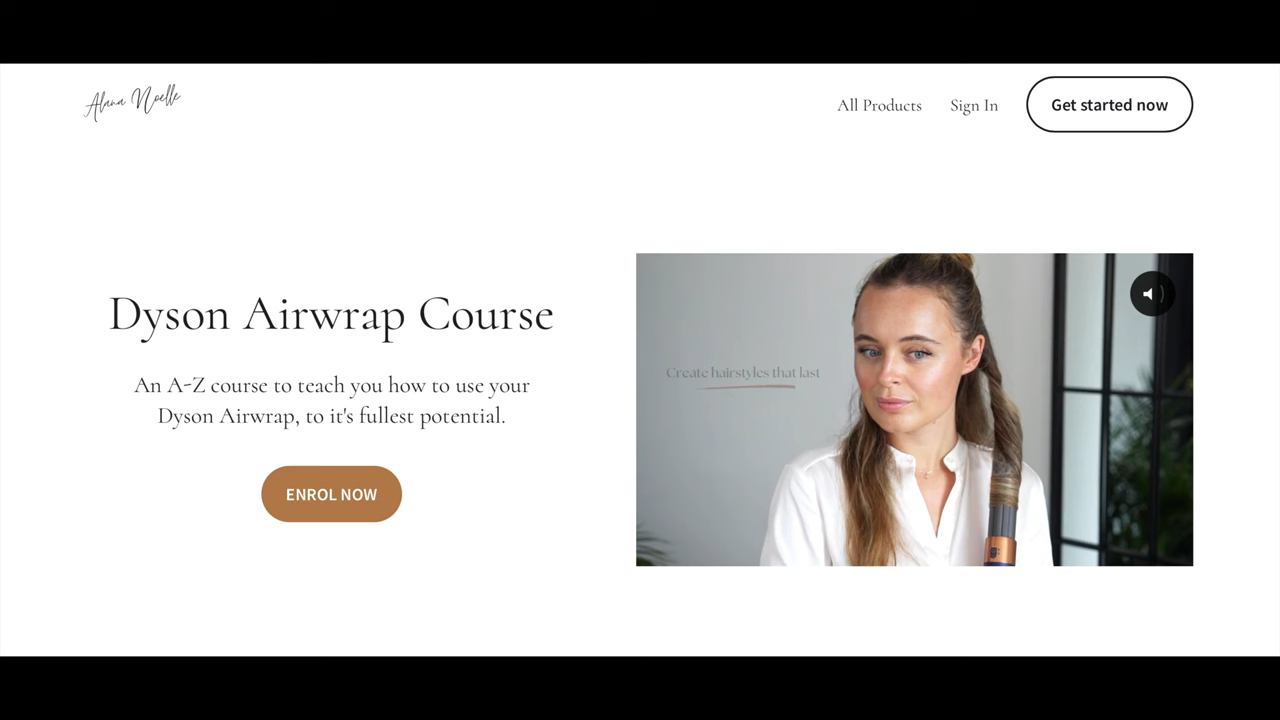 Alana Noelle
All Products
Sign In
Get started now
Dyson Airwrap Course
An A-Z course to teach you how to use your
Dyson Airwrap, to it's fullest potential.
ENROL NOW
Create hairstyles that last